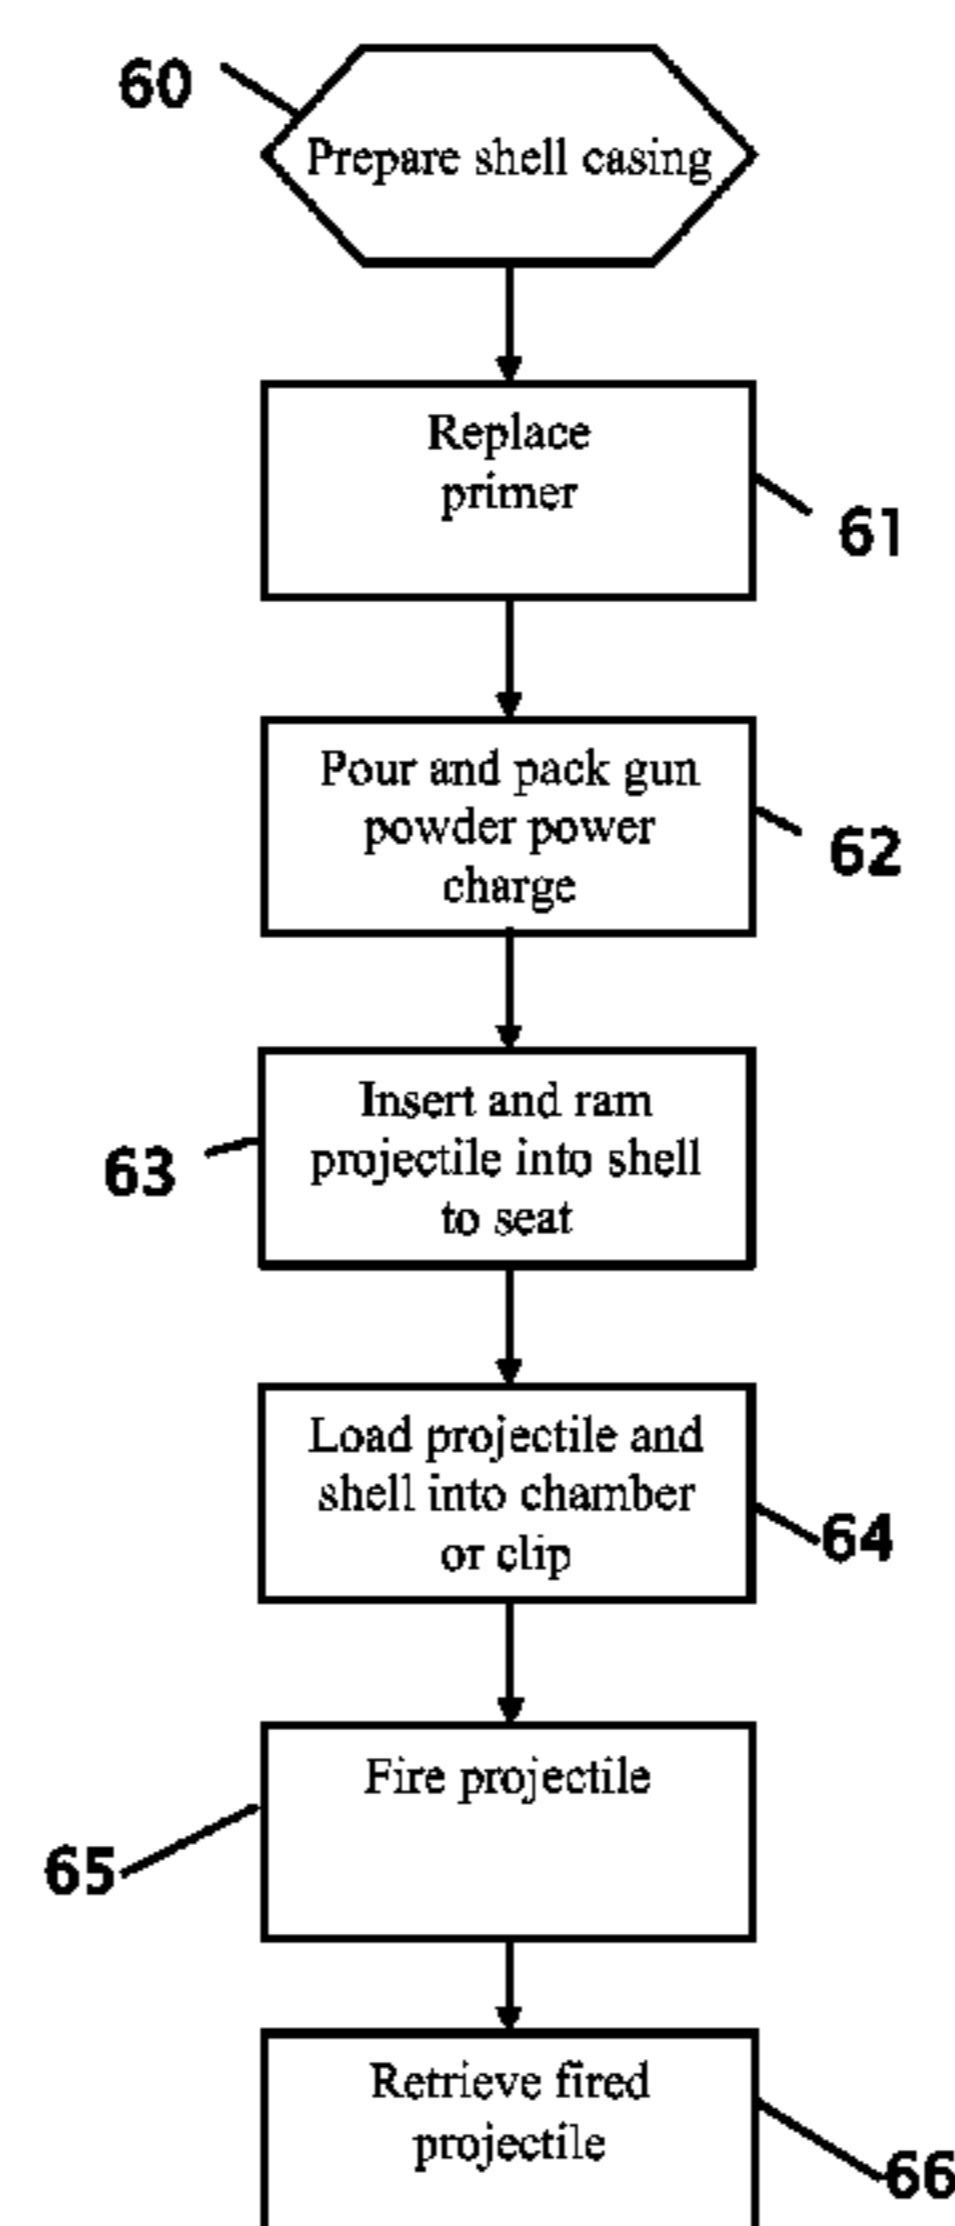 60
Prepare shell casing
Replace
primer
61
Pour and pack gun
powder power
charge
62
Insert and ram
projectile into shell
to seat
63
Load projectile and
shell into chamber
or clip
64
Fire projectile
65
Retrieve fired
projectile
66